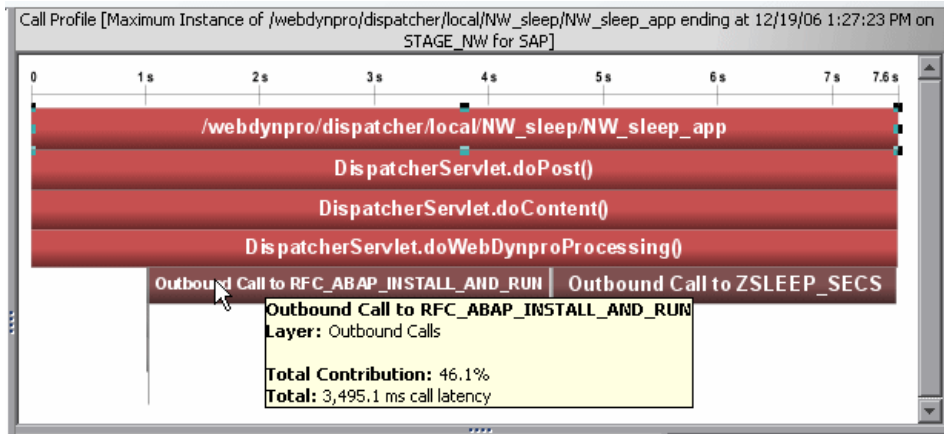 Call Profile [Maximum Instance of /webdynpro/dispatcher/local/NW_sleep/NW_sleep_app ending at 12/19/06 1:27:23 PM on
STAGE_NW for SAP]
0 1 s 2 s 3 s 4 s 5 s 6 s 7 s 7.6 s
/webdynpro/dispatcher/local/NW_sleep/NW_sleep_app
DispatcherServlet.doPost()
DispatcherServlet.doContent()
DispatcherServlet.doWebDynproProcessing()
Outbound Call to RFC_ABAP_INSTALL_AND_RUN Outbound Call to ZSLEEP_SECS
Outbound Call to RFC_ABAP_INSTALL_AND_RUN
Layer: Outbound Calls
Total Contribution: 46.1%
Total: 3,495.1 ms call latency